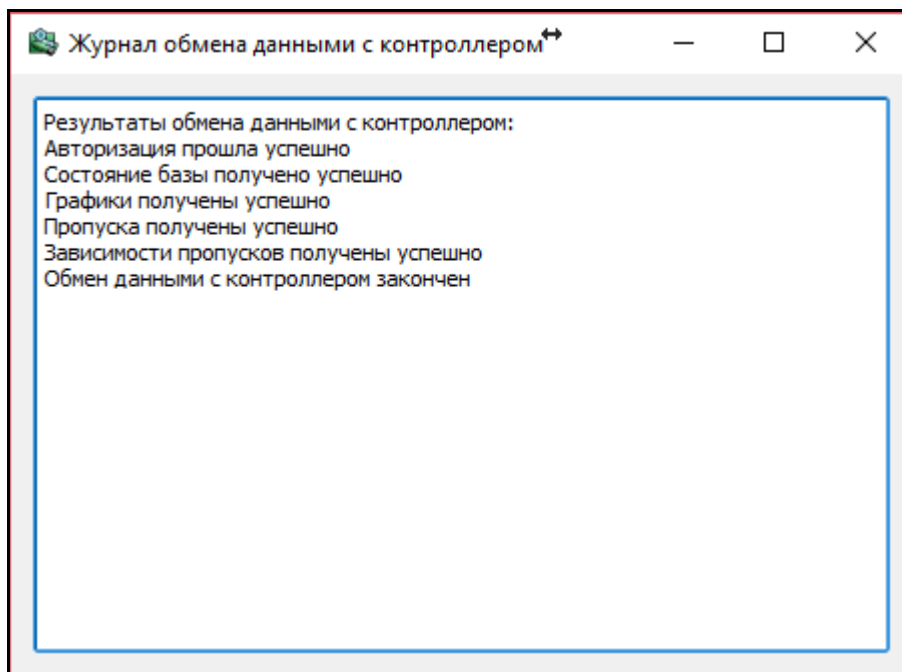 Журнал обмена данными с контроллером
Результаты обмена данными с контроллером:
Авторизация прошла успешно
Состояние базы получено успешно
Графики получены успешно
Пропуска получены успешно
Зависимости пропусков получены успешно
Обмен данными с контроллером закончен